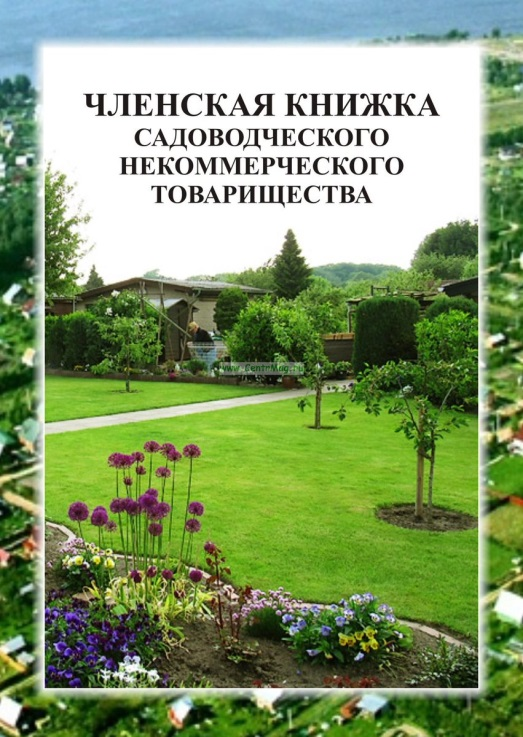 ЧЛЕНСКАЯ КНИЖКА
САДОВОДЧЕСКОГО
НЕКОММЕРЧЕСКОГО
ТОВАРИЩЕСТВА